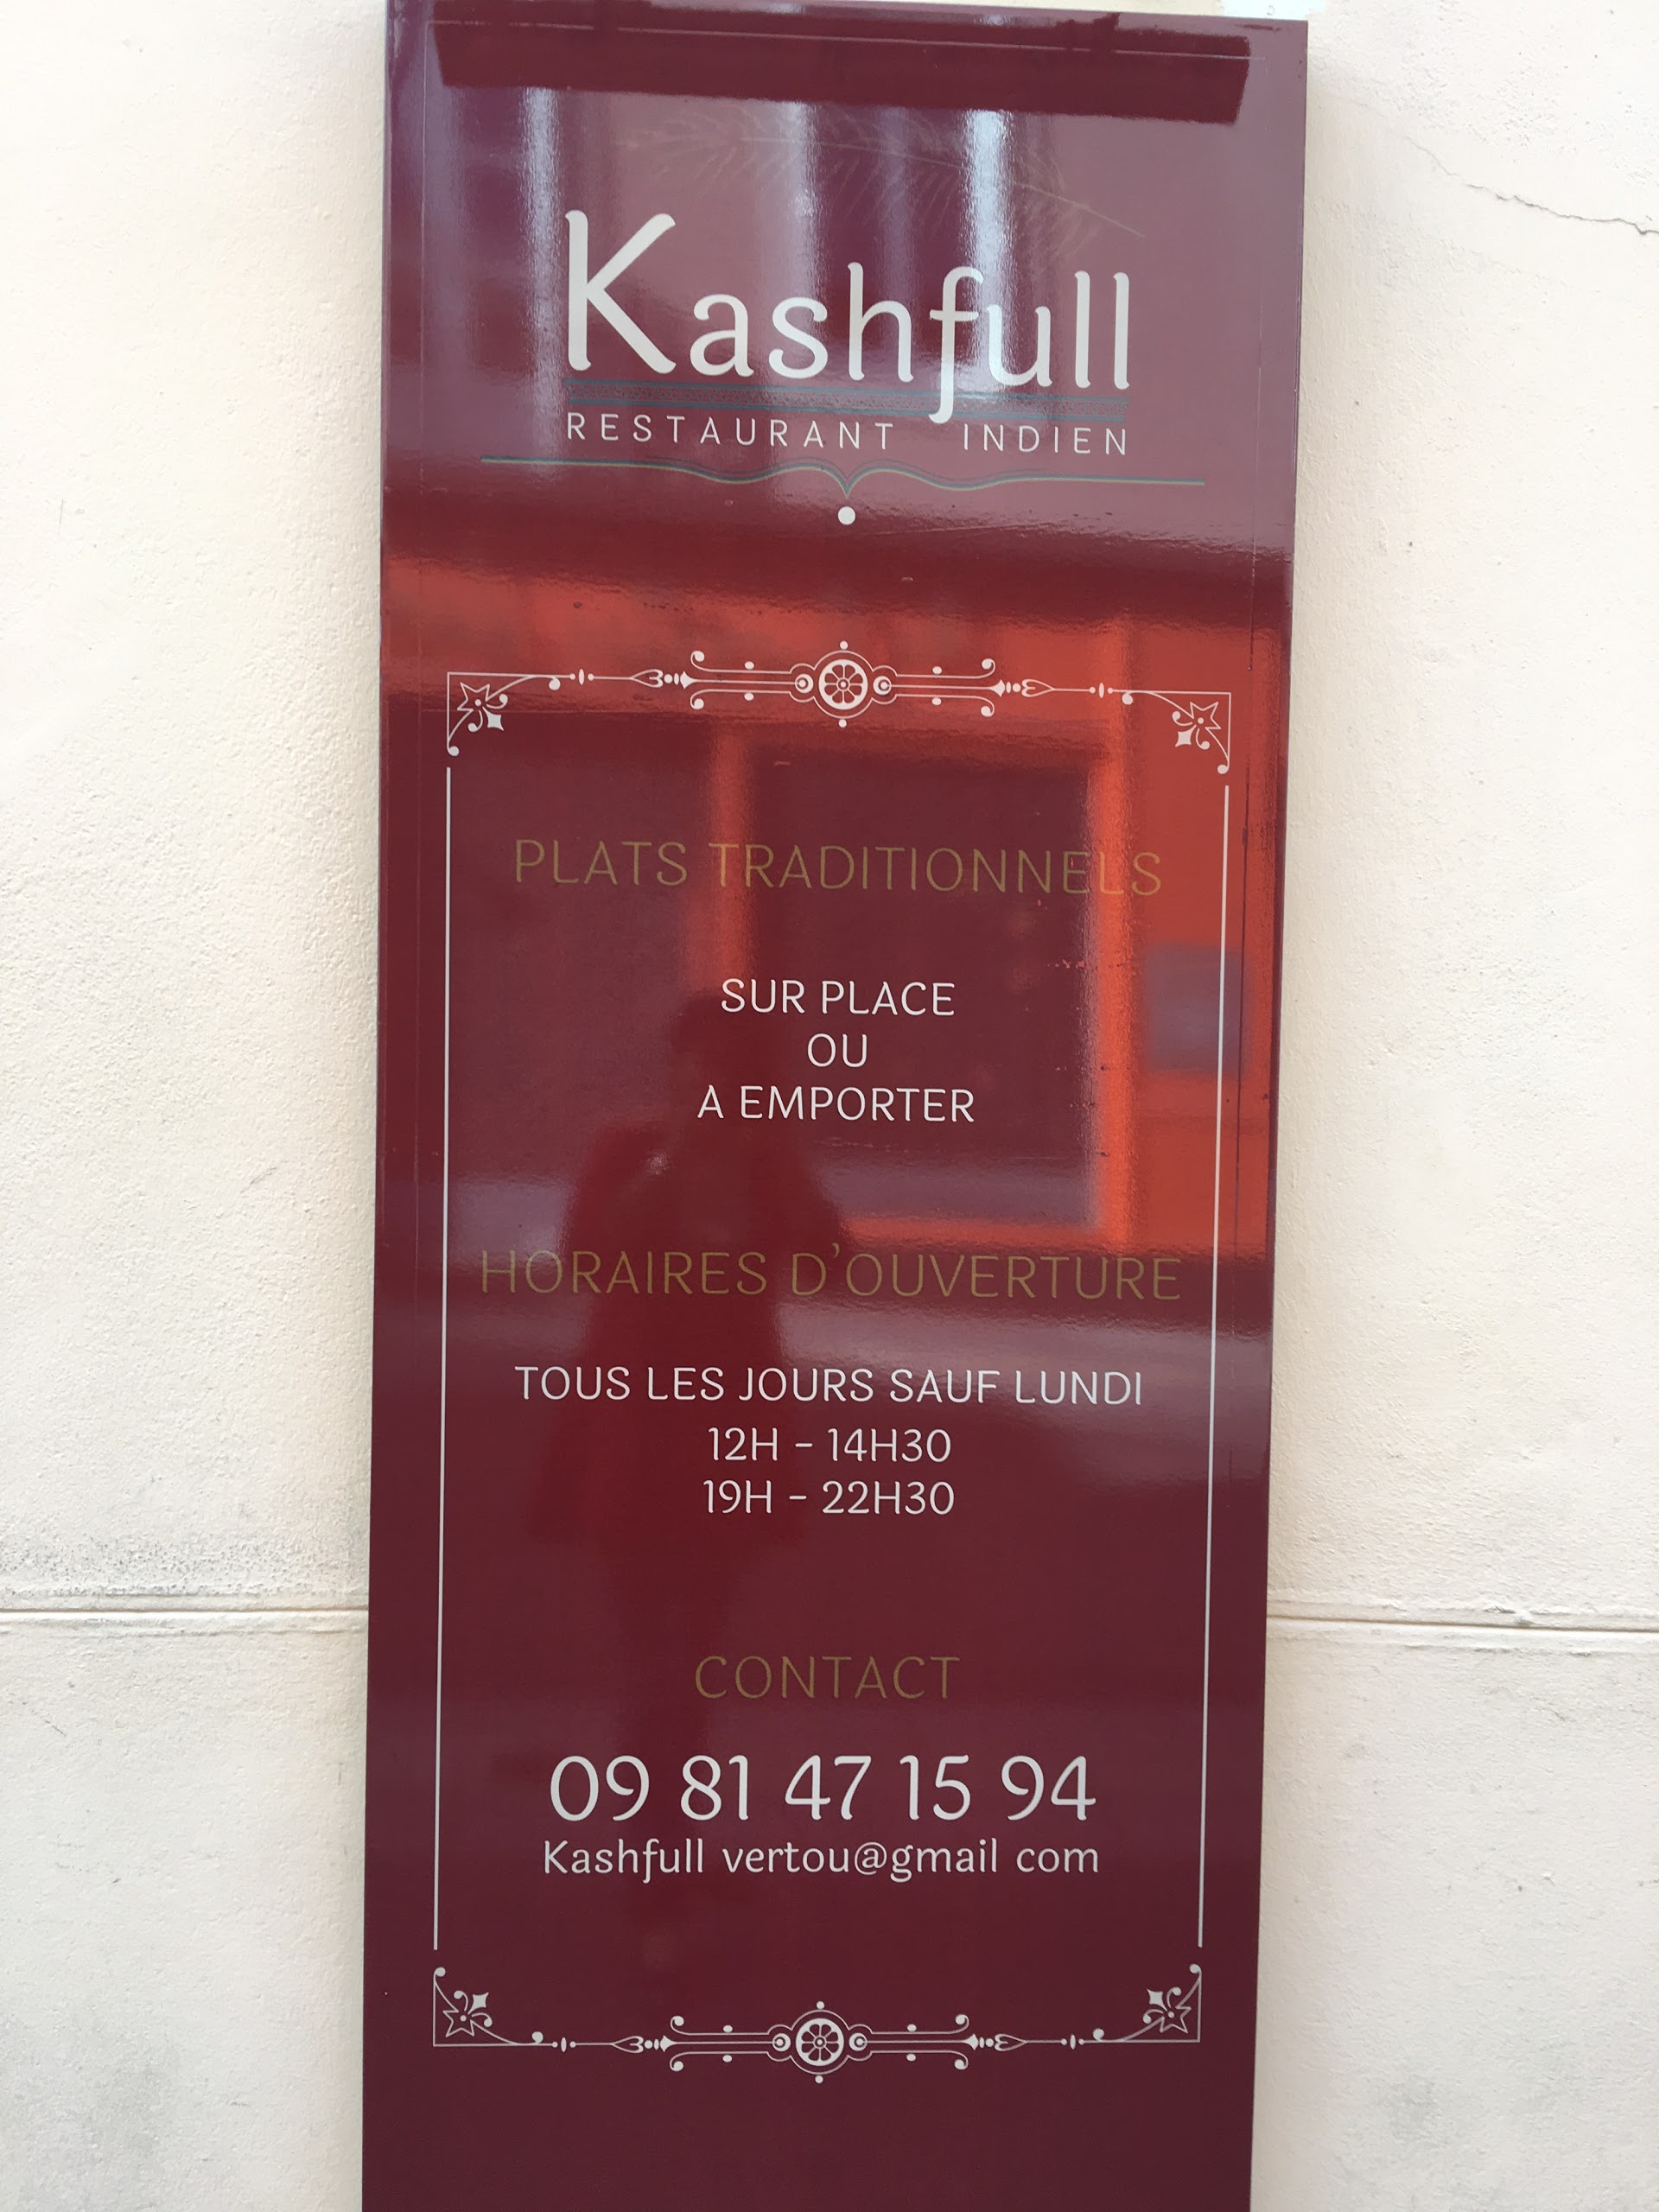 Kashfull
RESTAURANT INDIEN
PLATS TRADITIONNELS
SUR PLACE
OU
A EMPORTER
HORAIRES D'OUVERTURE
TOUS LES JOURS SAUF LUNDI
12H - 14H30
19H - 22H30
CONTACT
09 81 47 15 94
Kashfull vertou@gmail com